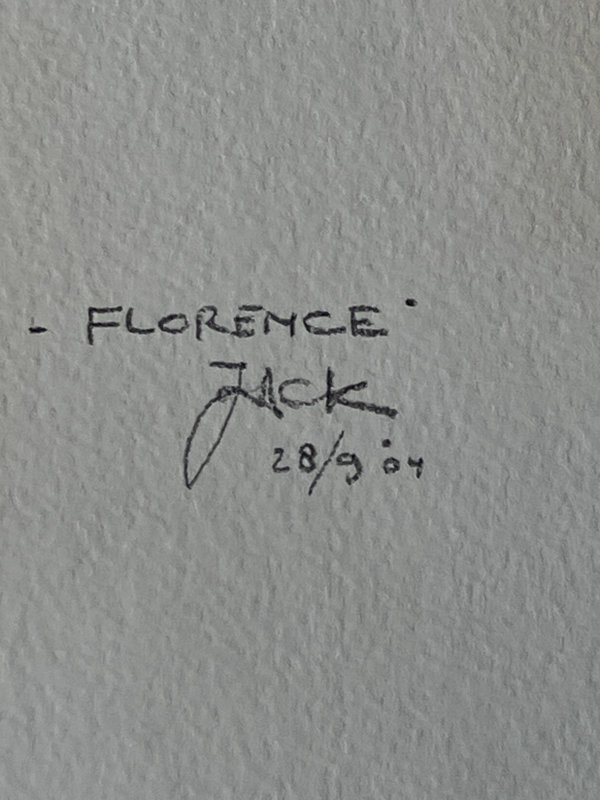 - FLORENCE ·
JACK
28/9 '04